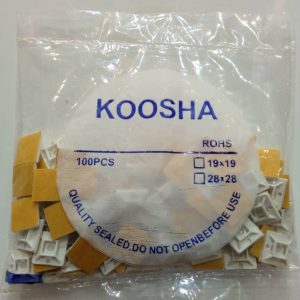 KOOSHA
ROHS
100PCS
19×19
28×28
QUALITY SEALED, DO NOT OPENBEFORE USE